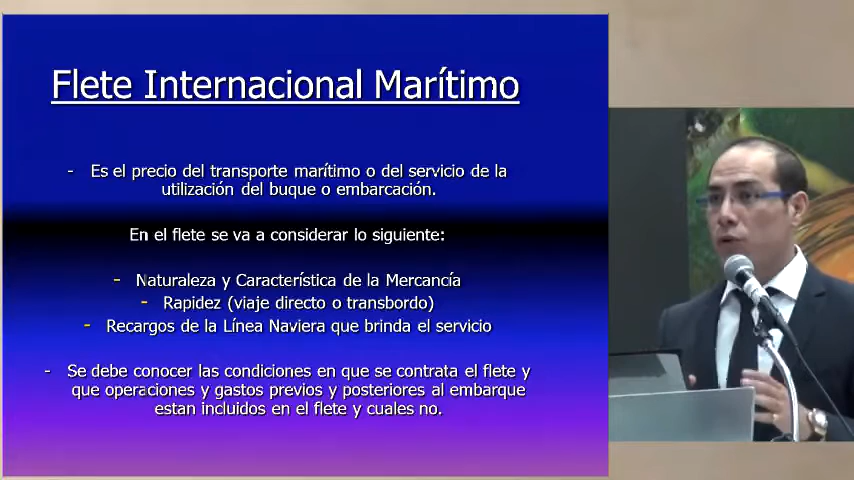 Flete Internacional Marítimo
- Es el precio del transporte marítimo o del servicio de la
utilización del buque o embarcación.
En el flete se va a considerar lo siguiente:
- Naturaleza y Característica de la Mercancía
- Rapidez (viaje directo o transbordo)
- Recargos de la Línea Naviera que brinda el servicio
- Se debe conocer las condiciones en que se contrata el flete y
que operaciones y gastos previos y posteriores al embarque
estan incluidos en el flete y cuales no.